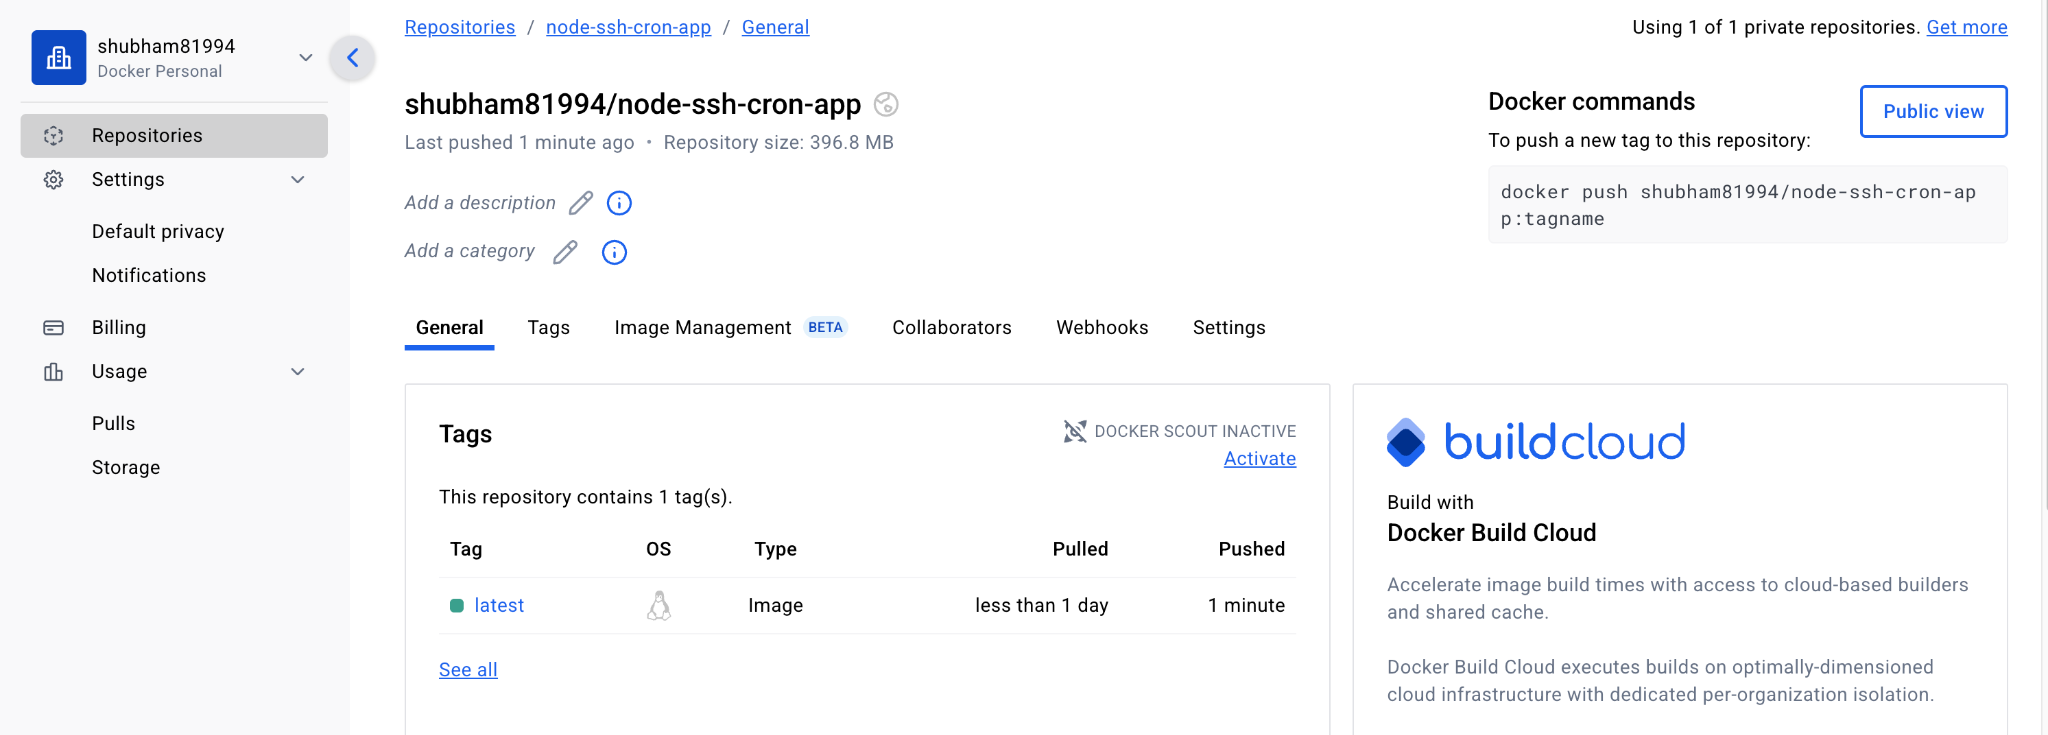 shubham81994
Docker Personal
Repositories
Settings
Default privacy
Notifications
Billing
Usage
Pulls
Storage
Repositories / node-ssh-cron-app / General
Using 1 of 1 private repositories. Get more
shubham81994/node-ssh-cron-app
Last pushed 1 minute ago • Repository size: 396.8 MB
Add a description
Add a category
Docker commands
Public view
To push a new tag to this repository:
docker push shubham81994/node-ssh-cron-ap
p:tagname
General Tags Image Management BETA Collaborators Webhooks Settings
Tags
DOCKER SCOUT INACTIVE
Activate
This repository contains 1 tag(s).
Tag OS Type Pulled Pushed
latest Image less than 1 day 1 minute
See all
buildcloud
Build with
Docker Build Cloud
Accelerate image build times with access to cloud-based builders
and shared cache.
Docker Build Cloud executes builds on optimally-dimensioned
cloud infrastructure with dedicated per-organization isolation.